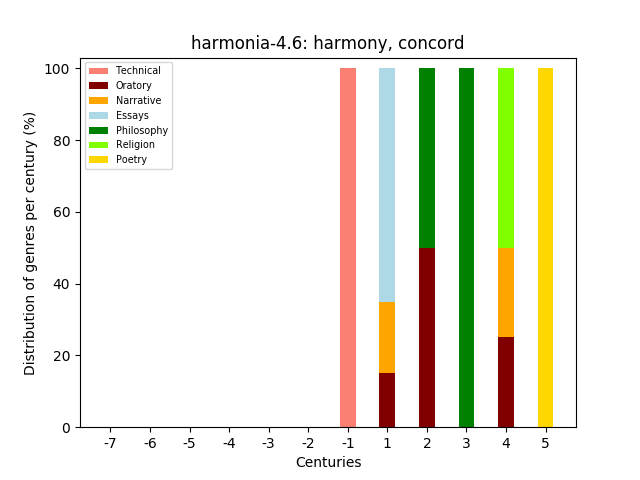 harmonia-4.6: harmony, concord
Technical
Oratory
Narrative
Essays
Philosophy
Religion
Poetry
Distribution of genres per century (%)
100
80
60
40
20
0
-7 -6 -5 -4 -3 -2 -1 1 2 3 4 5
Centuries